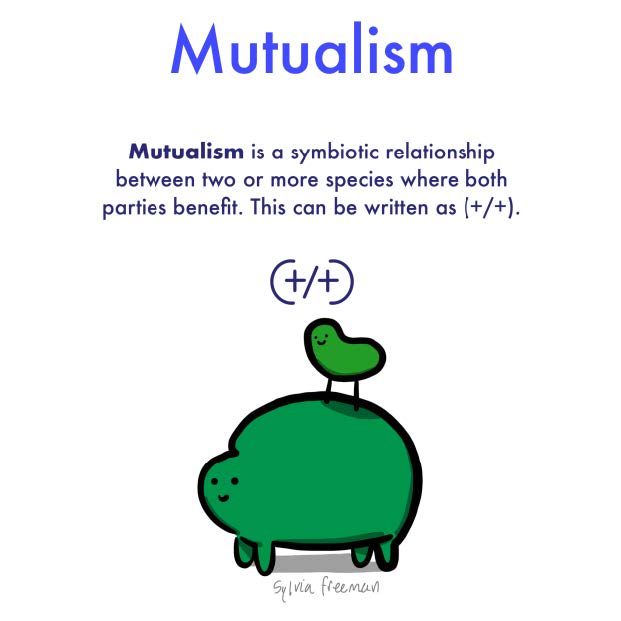 Mutualism
Mutualism is a symbiotic relationship
between two or more species where both
parties benefit. This can be written as (+/+).
(+/+)
Sylvia Freeman